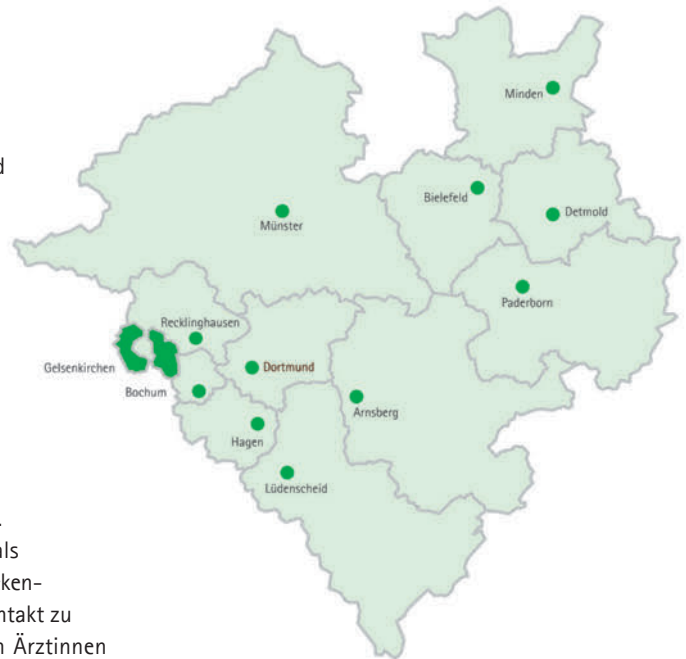 Minden
d
Bielefeld
Detmold
Münster
Paderborn
Recklinghausen
Gelsenkirchen
Dortmund
Bochum
Arnsberg
Hagen
Lüdenscheid
.
als
ken-
ntakt zu
n Ärztinnen